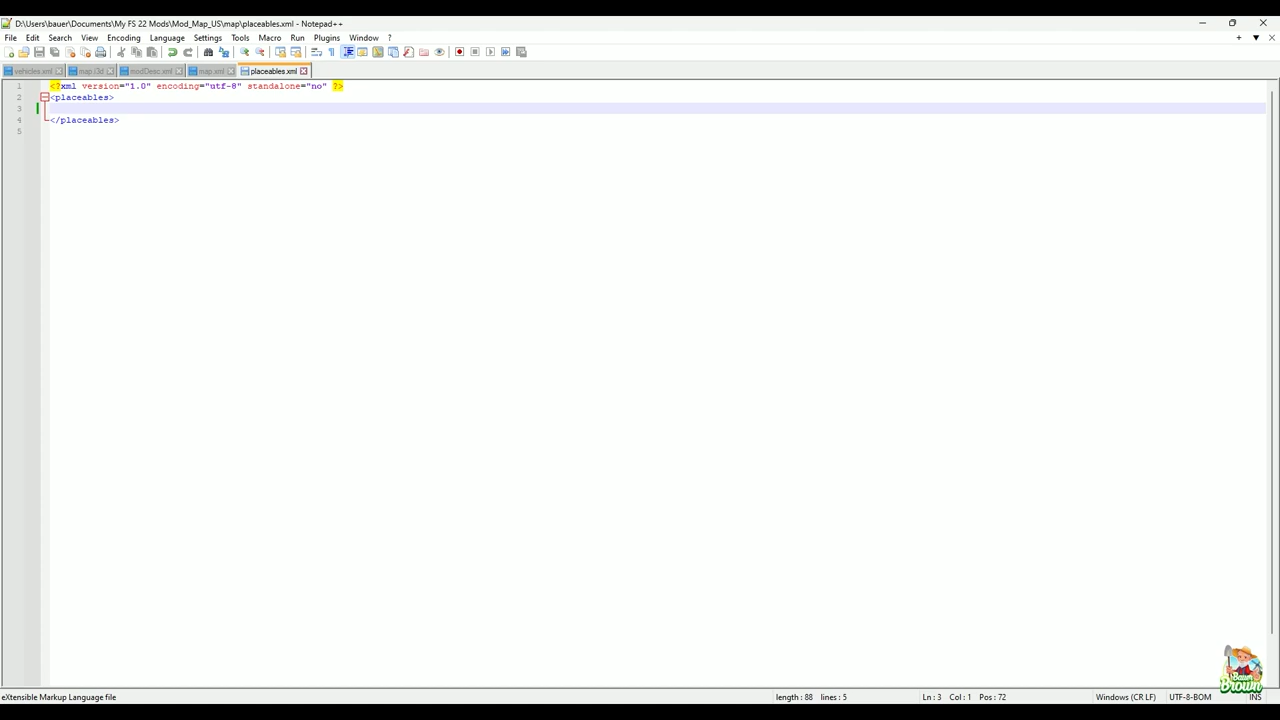 D:\Users\bauer\Documents\My FS 22 Mods\Mod_Map_US\map\placeables.xml - Notepad++
File Edit Search View Encoding Language Settings Tools Macro Run Plugins Window ?
vehicles.xml map.i3d modDesc.xml map.xml placeables.xml
1 <?xml version="1.0" encoding="utf-8" standalone="no" ?>
2 <placeables>
3
4 </placeables>
5
Bauer
Brown
eXtensible Markup Language file length : 88 lines : 5 Ln : 3 Col : 1 Pos : 72 Windows (CR LF) UTF-8-BOM INS